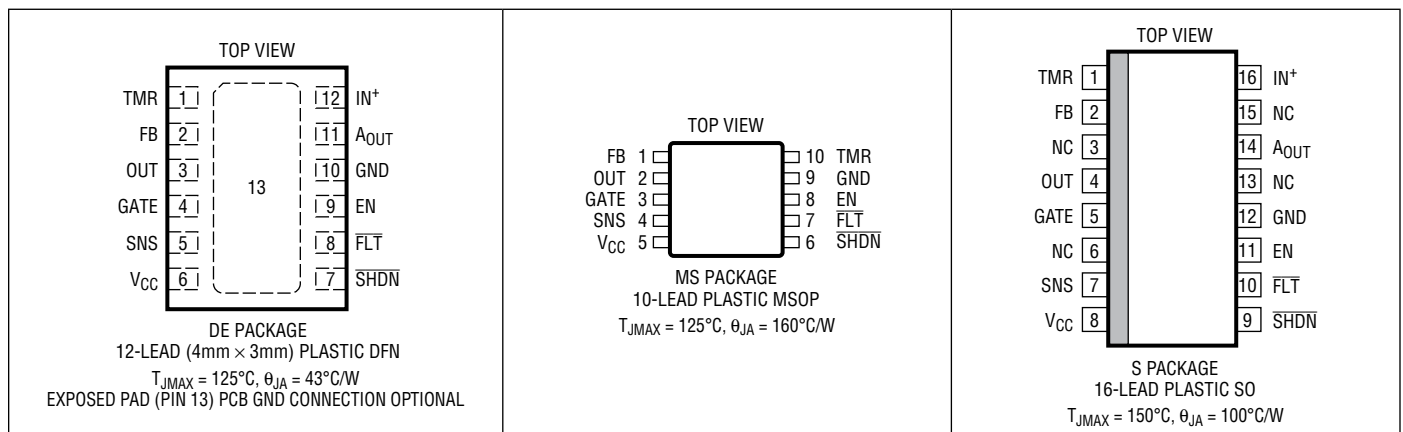 TOP VIEW
TMR 1
FB 2
OUT 3
GATE 4
SNS 5
VCC 6
13
12 IN+
11 AOUT
10 GND
9 EN
8 FLT
7 SHDN
DE PACKAGE
12-LEAD (4mm × 3mm) PLASTIC DFN
TJMAX = 125°C, θJA = 43°C/W
EXPOSED PAD (PIN 13) PCB GND CONNECTION OPTIONAL
TOP VIEW
FB 1
OUT 2
GATE 3
SNS 4
VCC 5
10 TMR
9 GND
8 EN
7 FLT
6 SHDN
MS PACKAGE
10-LEAD PLASTIC MSOP
TJMAX = 125°C, θJA = 160°C/W
TOP VIEW
TMR 1
FB 2
NC 3
OUT 4
GATE 5
NC 6
SNS 7
VCC 8
16 IN+
15 NC
14 AOUT
13 NC
12 GND
11 EN
10 FLT
9 SHDN
S PACKAGE
16-LEAD PLASTIC SO
TJMAX = 150°C, θJA = 100°C/W